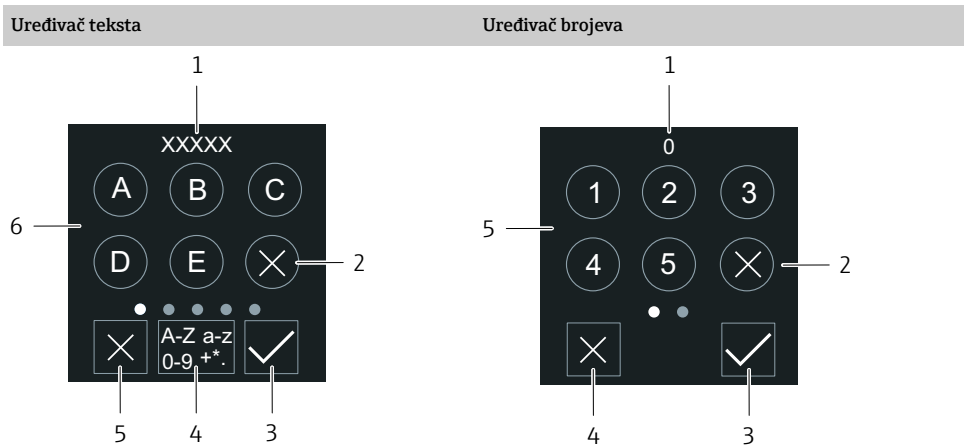 Uređivač teksta
Uređivač brojeva
1
XXXXX
A B C
6
D E
2
A-Z a-z
0-9 +*.
5 4 3
1
0
1 2 3
5
4 5
2
4 3